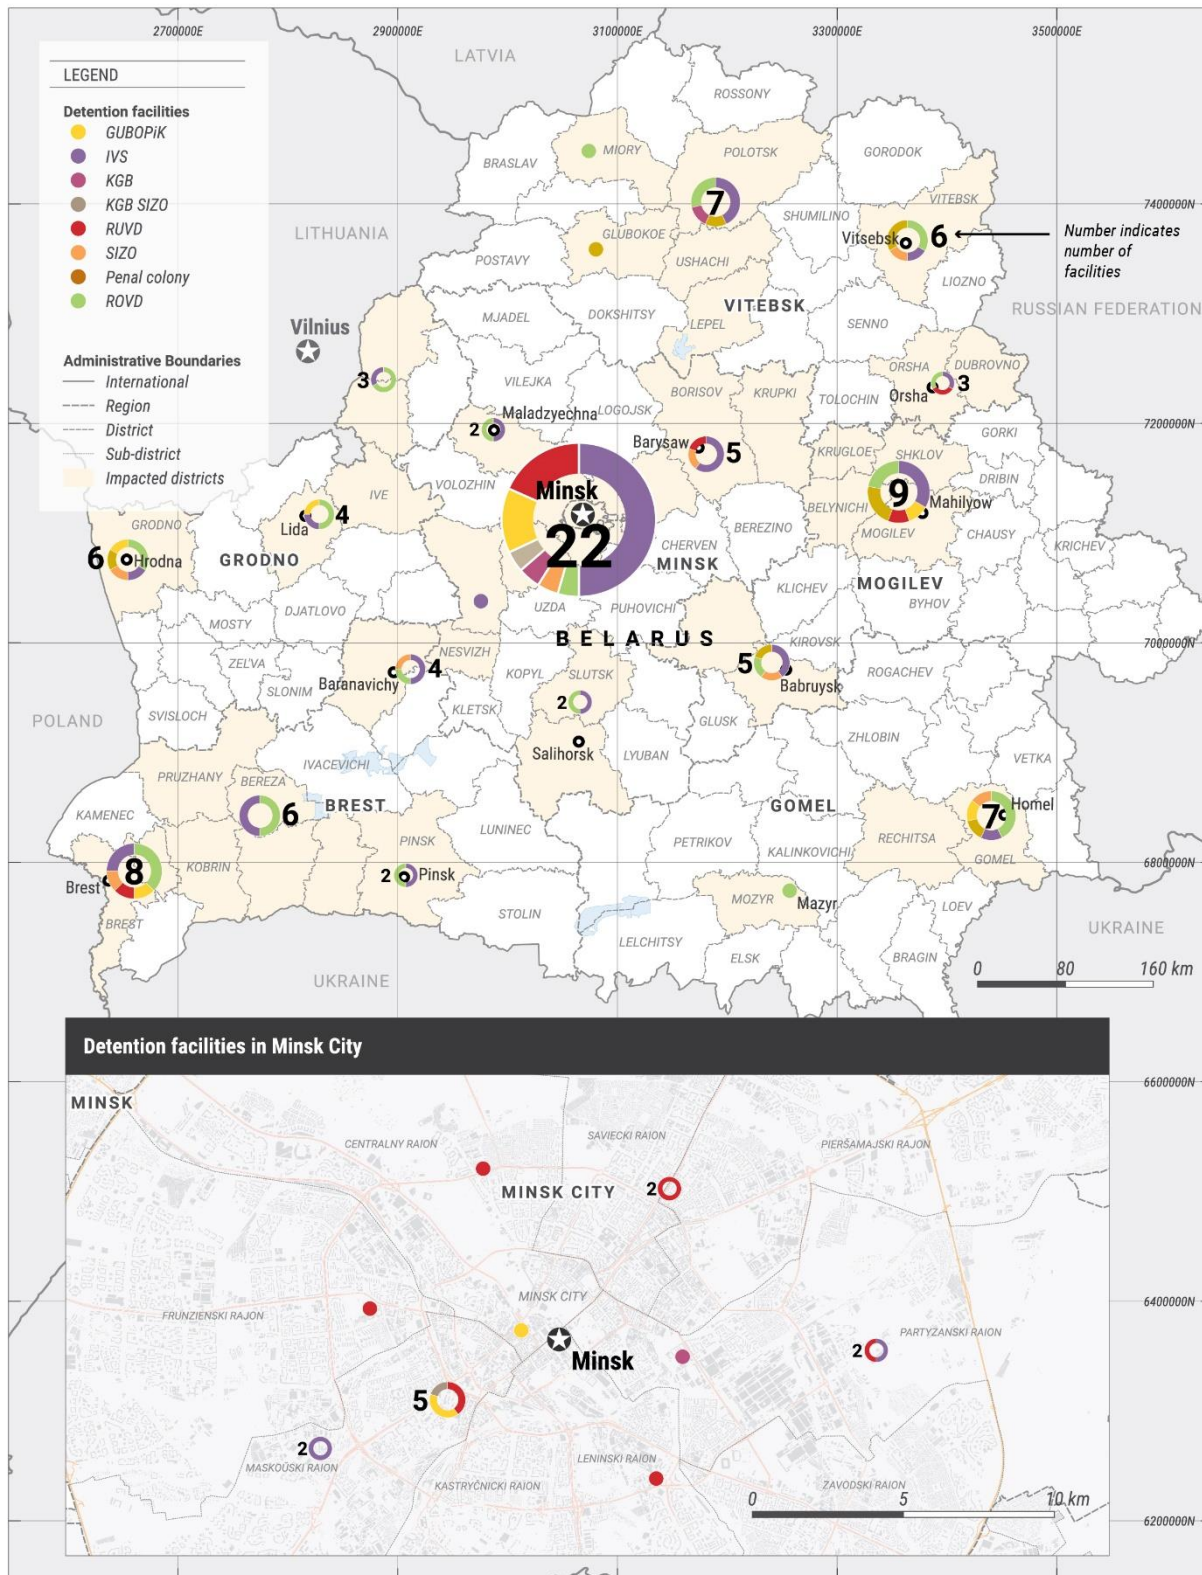 2700000E
2900000E
3100000E
3300000E
3500000E
LATVIA
LEGEND
Detention facilities
GUBOPiK
IVS
KGB
KGB SIZO
RUVD
SIZO
Penal colony
ROVD
Administrative Boundaries
International
Region
District
Sub-district
Impacted districts
ROSSONY
MIORY
BRASLAV
POLOTSK
GORODOK
7
7400000N
SHUMILINO
VITEBSK
Vitsebsk
6
Number indicates
number of
facilities
LITHUANIA
GLUBOKOE
POSTAVY
USHACHI
LIOZNO
RUSSIAN FEDERATION
VITEBSK
MJADEL
DOKSHITSY
LEPEL
SENNO
Vilnius
3
VILEJKA
BORISOV
KRUPKI
ORSHA
DUBROVNO
Orsha
3
TOLOCHIN
LOGOJSK
Maladzyechna
2
7200000N
Barysaw
5
KRUGLOE
SHKLOV
GORKI
DRIBIN
IVE
VOLOZHIN
Minsk
22
BELYNICHI
9
Mahilyow
GRODNO
Lida
4
MOGILEV
CHAUSY
KRICHEV
BEREZINO
CHERVEN
MINSK
6
Hrodna
GRODNO
KLICHEV
MOGILEV
BYHOV
DJATLOVO
UZDA
PUHOVICHI
MOSTY
BELARUS
KIROVSK
7000000N
NESVIZH
ZEL'VA
4
Baranavichy
KOPYL
SLUTSK
5
Babruysk
ROGACHEV
SLONIM
2
KLETSK
SVISLOCH
GLUSK
POLAND
Salihorsk
LYUBAN
ZHLOBIN
VETKA
IVACEVICHI
PRUZHANY
BEREZA
BREST
GOMEL
Homel
7
6
KAMENEC
LUNINEC
PINSK
PETRIKOV
KALINKOVICHI
RECHITSA
GOMEL
6800000N
8
Brest
KOBRIN
2
Pinsk
MOZYR
Mazyr
LOEV
BREST
STOLIN
LELCHITSY
ELSK
BRAGIN
UKRAINE
UKRAINE
0
80
160 km
Detention facilities in Minsk City
6600000N
MINSK
CENTRALNY RAION
SAVIECKI RAION
PIERŠAMAJSKI RAJON
MINSK CITY
2
6400000N
MINSK CITY
FRUNZIENSKI RAJON
PARTYŽANSKI RAION
Minsk
2
5
2
MASKOŬSKI RAION
LENINSKI RAION
KASTRYČNICKI RAION
ZAVODSKI RAION
0
5
10 km
6200000N